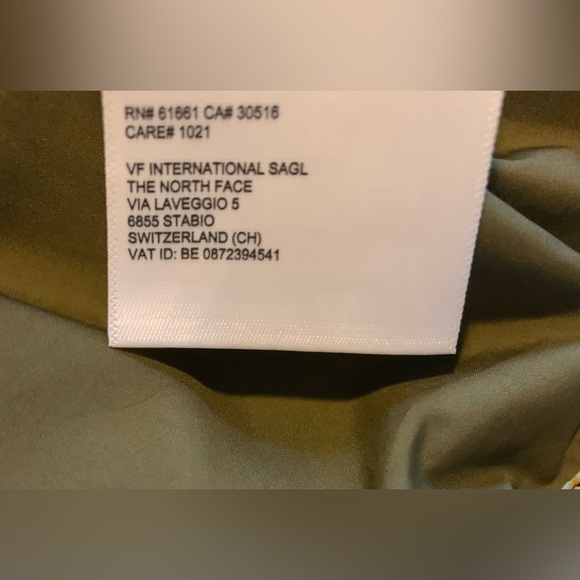 RN# 61661 CA# 30516
CARE# 1021
VF INTERNATIONAL SAGL
THE NORTH FACE
VIA LAVEGGIO 5
6855 STABIO
SWITZERLAND (CH)
VAT ID: BE 0872394541